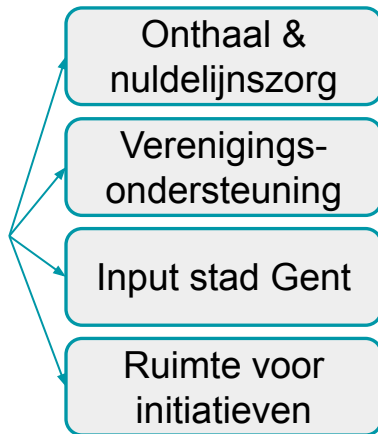 Onthaal &
nuldelijnszorg
Verenigings-
ondersteuning
Input stad Gent
Ruimte voor
initiatieven